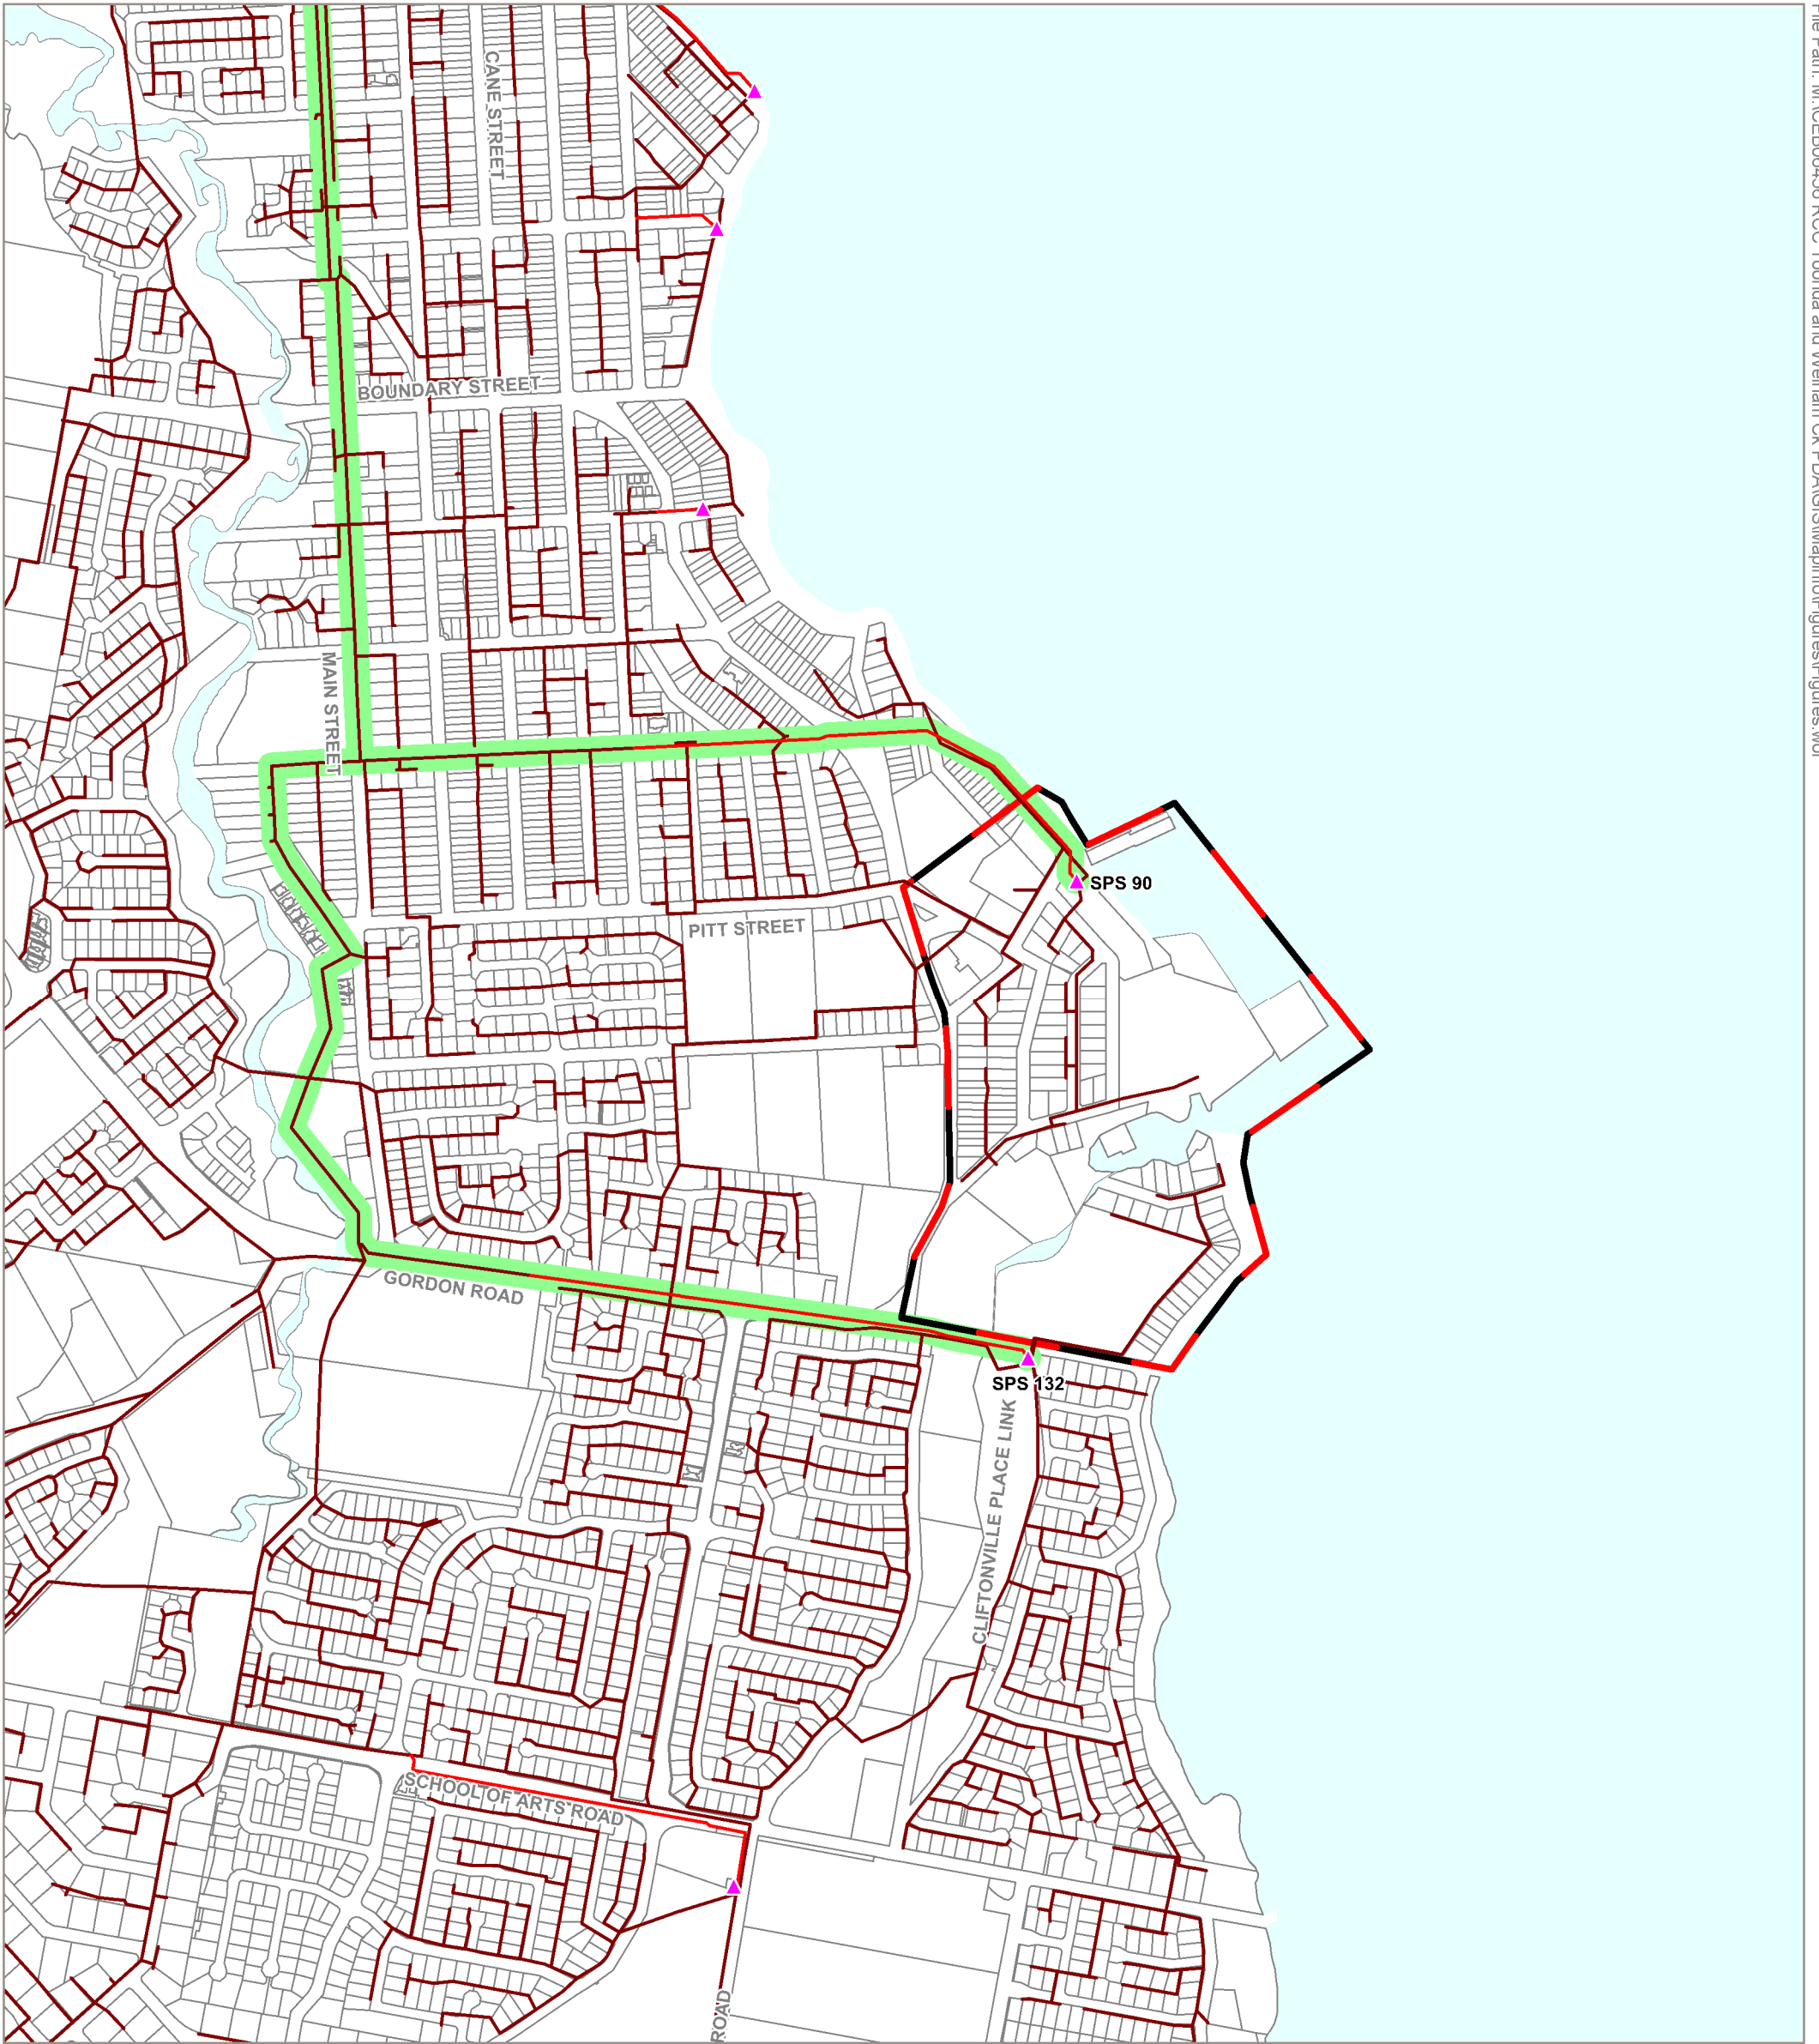 CANE STREET
BOUNDARY STREET
MAIN STREET
SPS 90
PITT STREET
GORDON ROAD
SPS 132
CLIFTONVILLE PLACE LINK
SCHOOL OF ARTS ROAD
ROAD